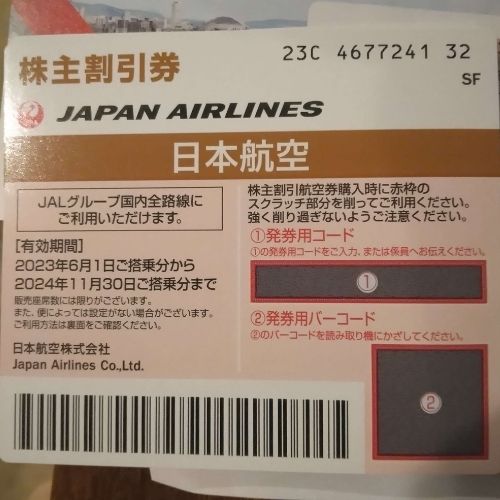 株主割引券
23C 4677241 32
SF
JAPAN AIRLINES
日本航空
JALグループ国内全路線に
ご利用いただけます。
[有効期間]
2023年6月1日ご搭乗分から
2024年11月30日ご搭乗分まで
販売座席数には限りがございます。
また、便によっては設定がない場合がございます。
ご利用方法は裏面をご確認ください。
日本航空株式会社
Japan Airlines Co.,Ltd.
株主割引航空券購入時に赤枠の
スクラッチ部分を削ってご利用ください。
強く削り過ぎないようご注意ください。
①発券用コード
①の発券用コードをご入力、または係員へお伝えください。
①
②発券用バーコード
②のバーコードを読み取り機にかざしてください。
②